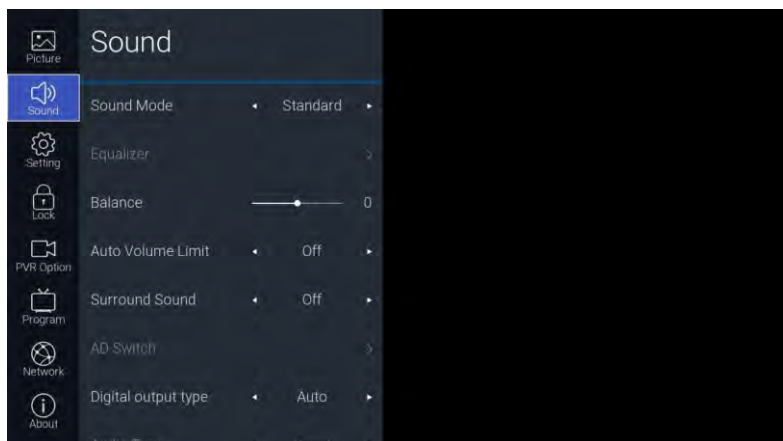 Sound
Picture
Sound
Setting
Lock
PVR Option
Program
Network
About
Sound Mode Standard
Equalizer
Balance 0
Auto Volume Limit Off
Surround Sound Off
AD Switch
Digital output type Auto